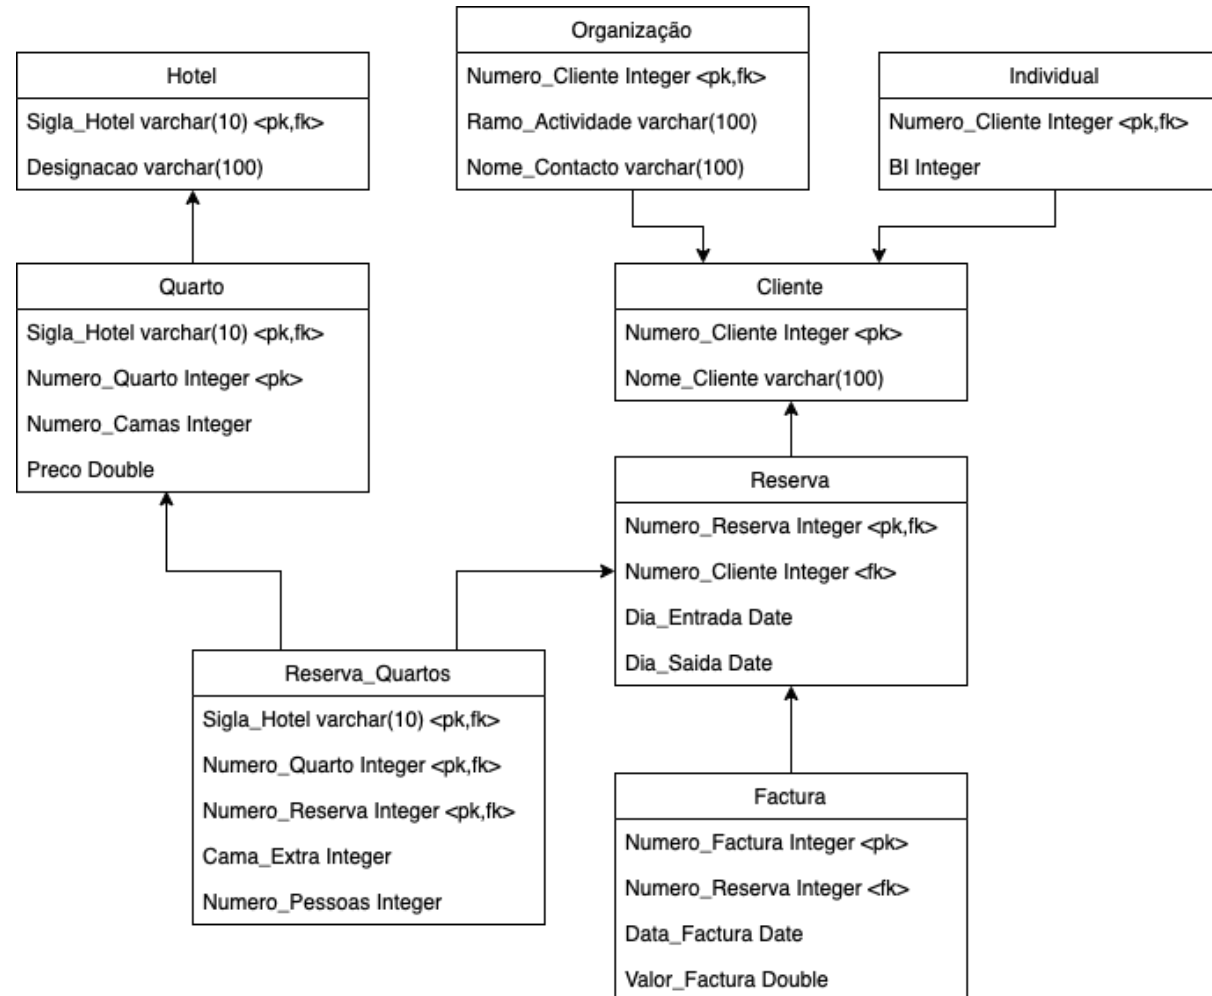 Hotel
Sigla_Hotel varchar(10) <pk,fk>
Designacao varchar(100)
Organização
Numero_Cliente Integer <pk,fk>
Ramo_Actividade varchar(100)
Nome_Contacto varchar(100)
Individual
Numero_Cliente Integer <pk,fk>
BI Integer
Quarto
Sigla_Hotel varchar(10) <pk,fk>
Numero_Quarto Integer <pk>
Numero_Camas Integer
Preco Double
Cliente
Numero_Cliente Integer <pk>
Nome_Cliente varchar(100)
Reserva
Numero_Reserva Integer <pk,fk>
Numero_Cliente Integer <fk>
Dia_Entrada Date
Dia_Saida Date
Reserva_Quartos
Sigla_Hotel varchar(10) <pk,fk>
Numero_Quarto Integer <pk,fk>
Numero_Reserva Integer <pk,fk>
Cama_Extra Integer
Numero_Pessoas Integer
Factura
Numero_Factura Integer <pk>
Numero_Reserva Integer <fk>
Data_Factura Date
Valor_Factura Double